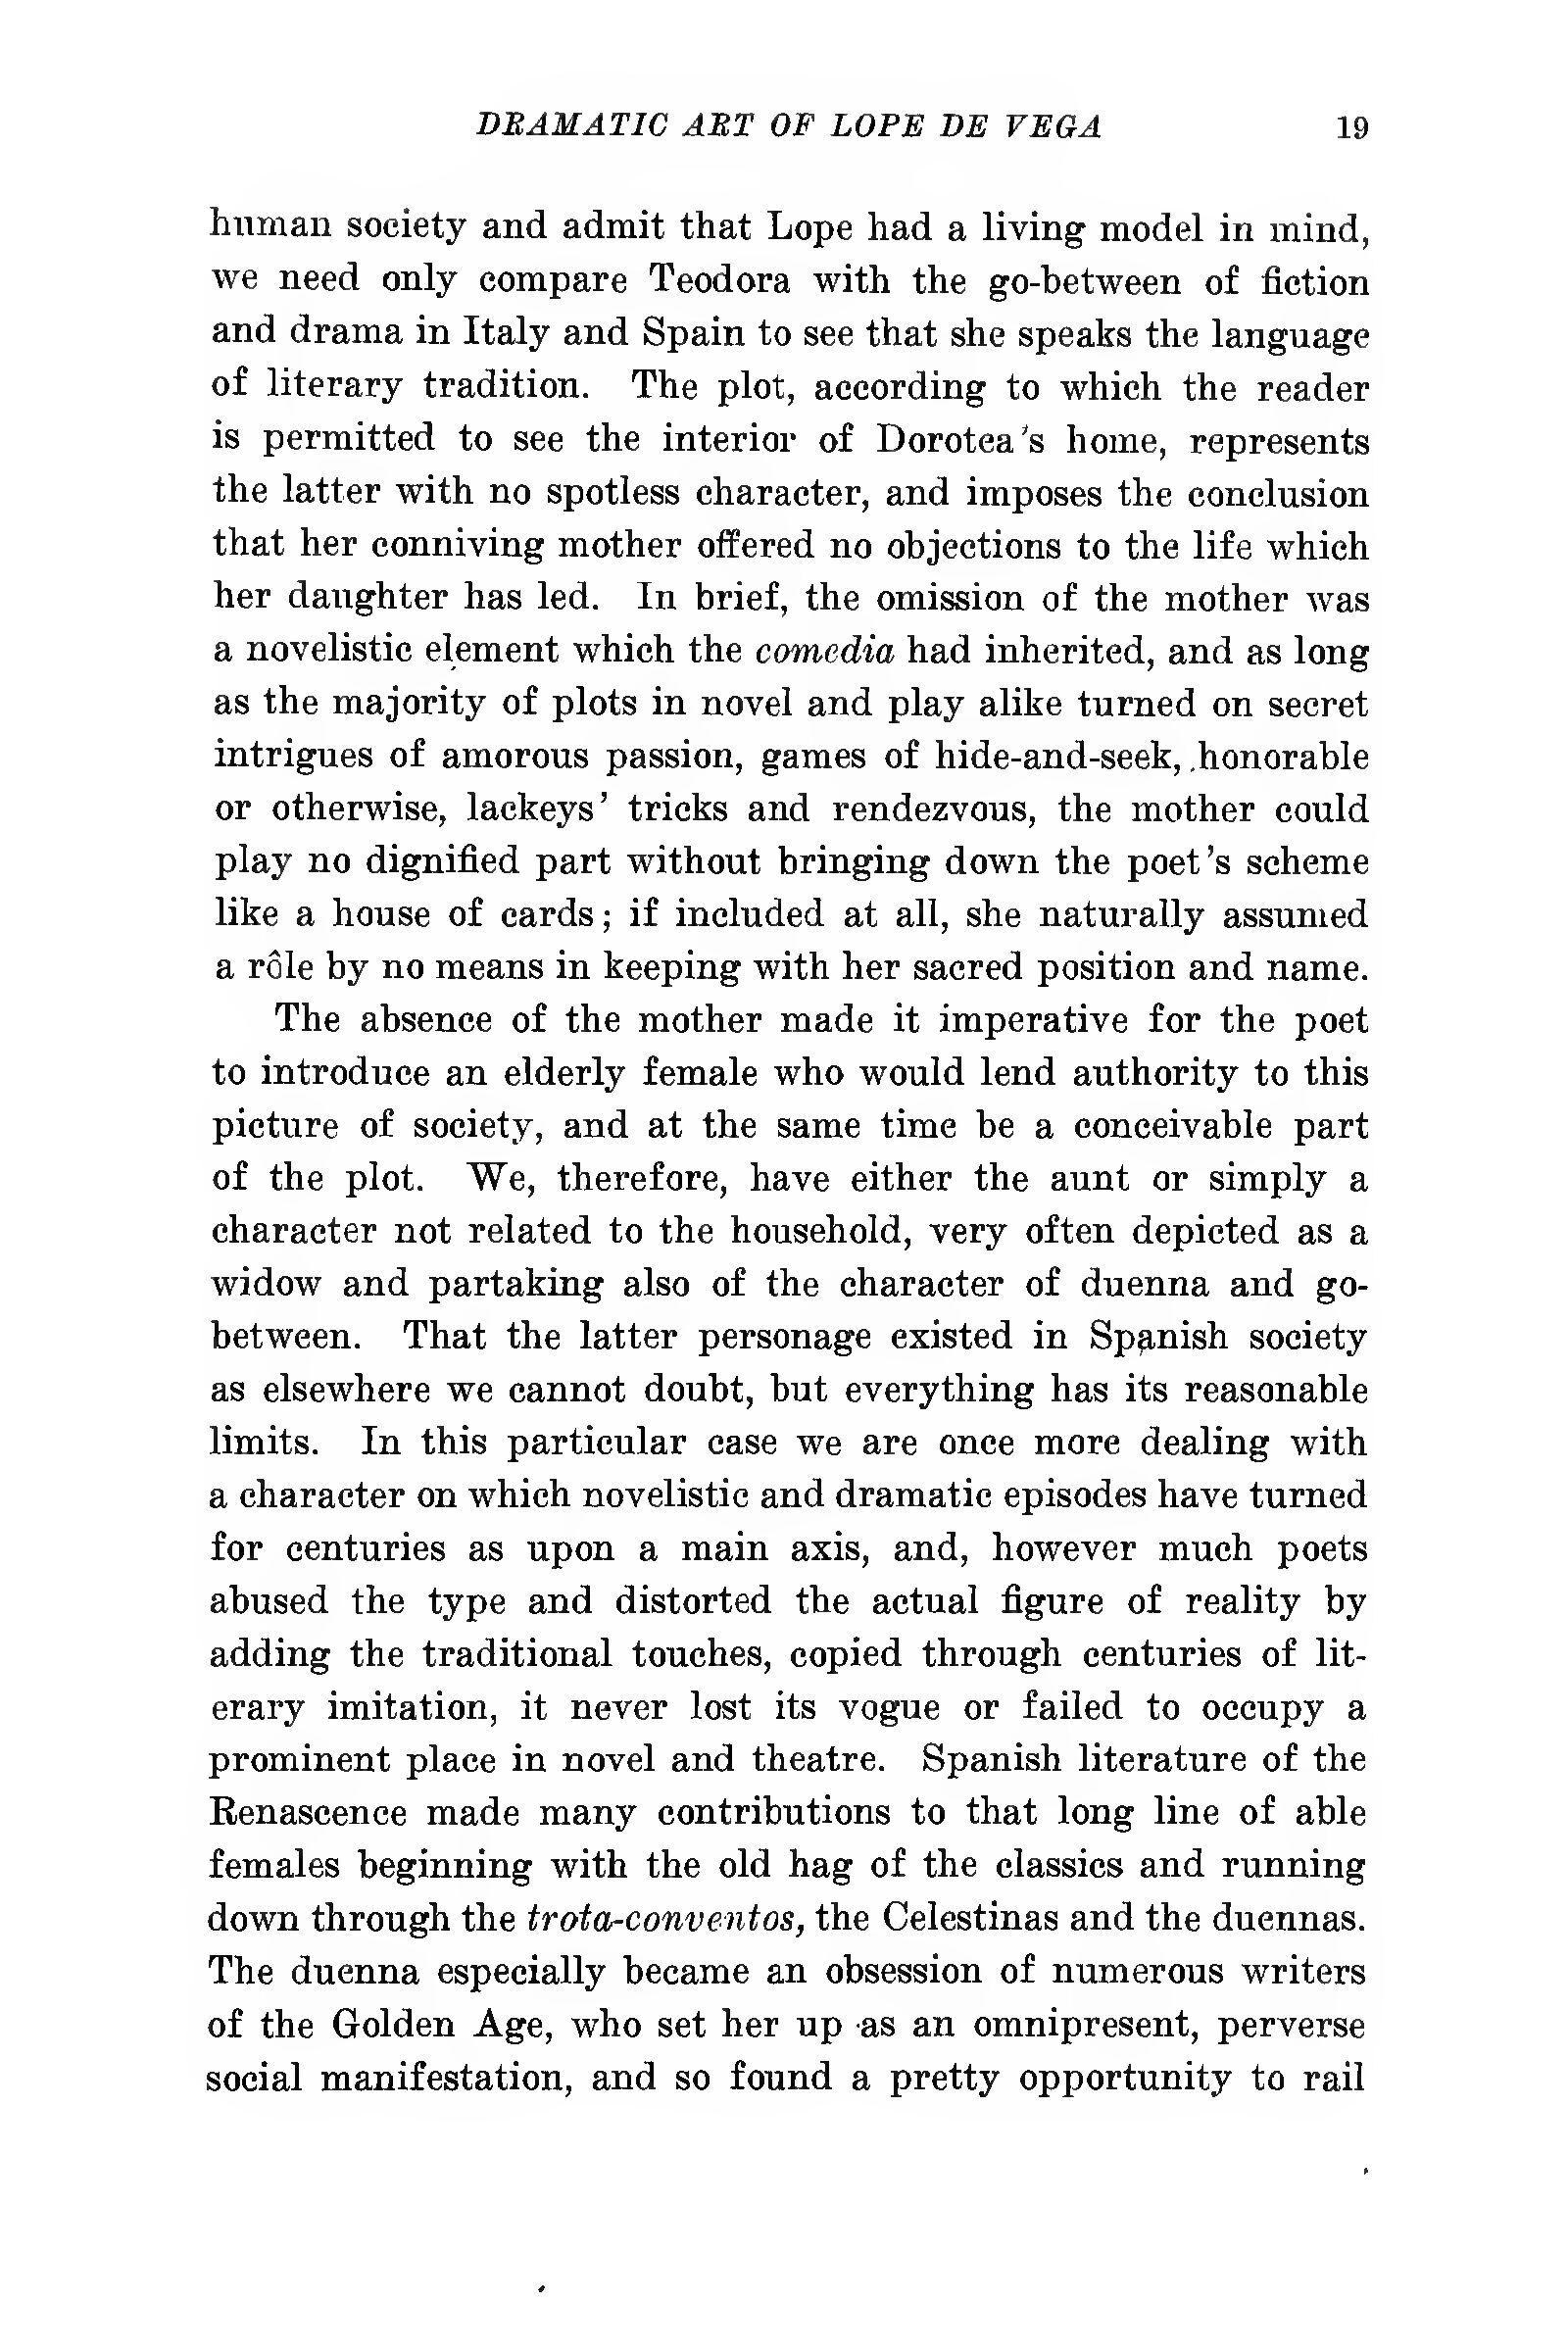 DRAMATIC ART OF LOPE DE VEGA 19
human society and admit that Lope had a living model in mind,
we need only compare Teodora with the go-between of fiction
and drama in Italy and Spain to see that she speaks the language
of literary tradition. The plot, according to which the reader
is permitted to see the interior of Dorotea's home, represents
the latter with no spotless character, and imposes the conclusion
that her conniving mother offered no objections to the life which
her daughter has led. In brief, the omission of the mother was
a novelistic element which the comedia had inherited, and as long
as the majority of plots in novel and play alike turned on secret
intrigues of amorous passion, games of hide-and-seek, honorable
or otherwise, lackeys' tricks and rendezvous, the mother could
play no dignified part without bringing down the poet's scheme
like a house of cards; if included at all, she naturally assumed
a rôle by no means in keeping with her sacred position and name.
The absence of the mother made it imperative for the poet
to introduce an elderly female who would lend authority to this
picture of society, and at the same time be a conceivable part
of the plot. We, therefore, have either the aunt or simply a
character not related to the household, very often depicted as a
widow and partaking also of the character of duenna and go-
between. That the latter personage existed in Spanish society
as elsewhere we cannot doubt, but everything has its reasonable
limits. In this particular case we are once more dealing with
a character on which novelistic and dramatic episodes have turned
for centuries as upon a main axis, and, however much poets
abused the type and distorted the actual figure of reality by
adding the traditional touches, copied through centuries of lit-
erary imitation, it never lost its vogue or failed to occupy a
prominent place in novel and theatre. Spanish literature of the
Renascence made many contributions to that long line of able
females beginning with the old hag of the classics and running
down through the trota-conventos, the Celestinas and the duennas.
The duenna especially became an obsession of numerous writers
of the Golden Age, who set her up as an omnipresent, perverse
social manifestation, and so found a pretty opportunity to rail